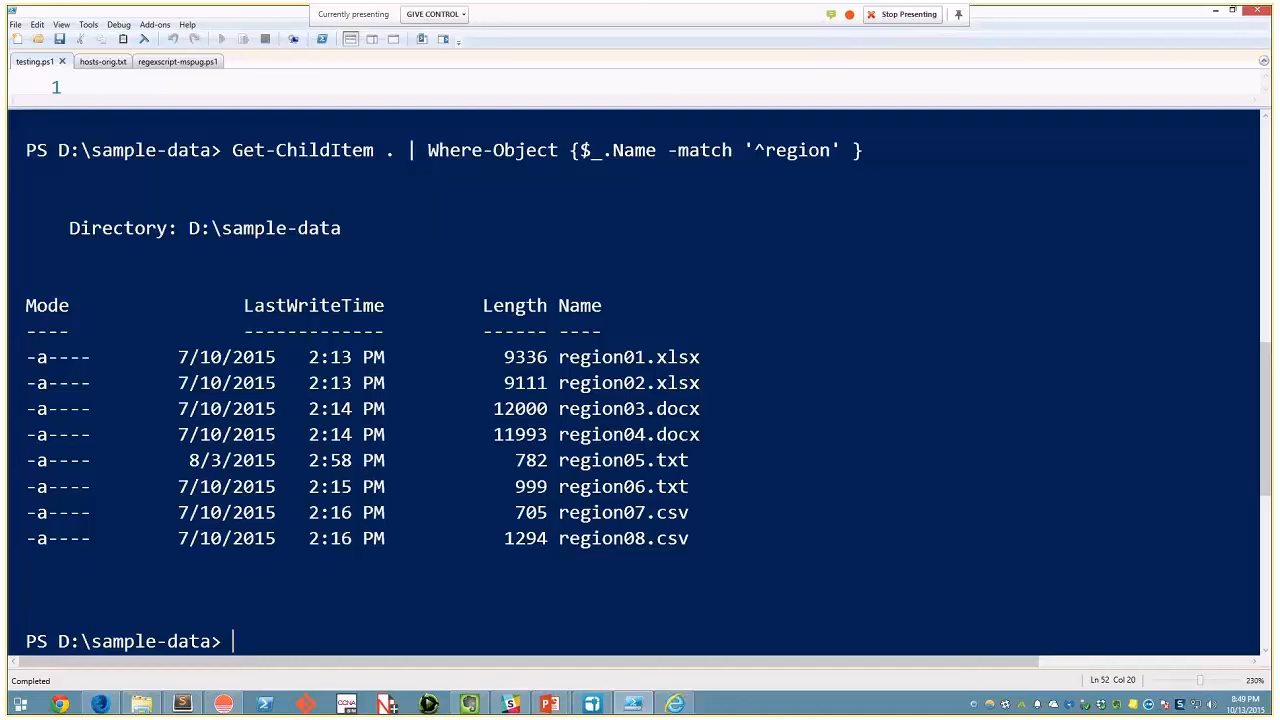 Currently presenting GIVE CONTROL Stop Presenting
File Edit View Tools Debug Add-ons Help
testing.ps1 hosts-orig.txt regexscript-mspug.ps1
1
PS D:\sample-data> Get-ChildItem . | Where-Object {$_.Name -match '^region' }
Directory: D:\sample-data
Mode LastWriteTime Length Name
---- ------------- ------ ----
-a---- 7/10/2015 2:13 PM 9336 region01.xlsx
-a---- 7/10/2015 2:13 PM 9111 region02.xlsx
-a---- 7/10/2015 2:14 PM 12000 region03.docx
-a---- 7/10/2015 2:14 PM 11993 region04.docx
-a---- 8/3/2015 2:58 PM 782 region05.txt
-a---- 7/10/2015 2:15 PM 999 region06.txt
-a---- 7/10/2015 2:16 PM 705 region07.csv
-a---- 7/10/2015 2:16 PM 1294 region08.csv
PS D:\sample-data>
Completed Ln 52 Col 20 230%
CCNA
8:49 PM
10/13/2015